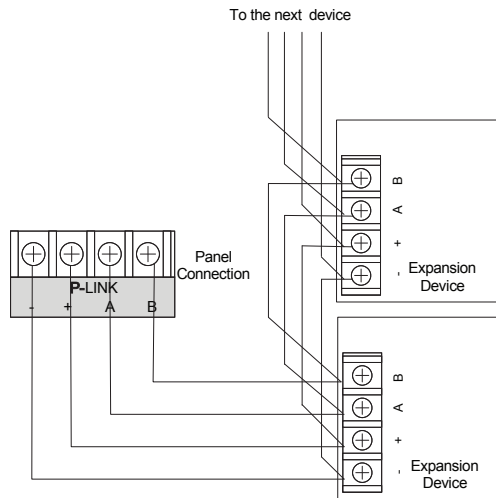 To the next device
B
A
+
-
Expansion
Device
Panel
Connection
P-LINK
- + A B
B
A
+
-
Expansion
Device